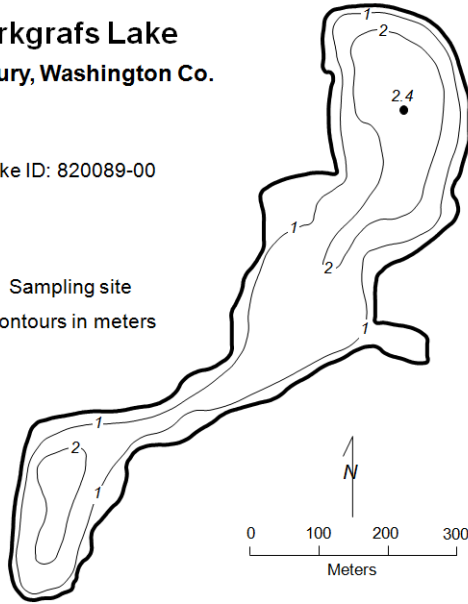 rkgrafs Lake
ury, Washington Co.
ke ID: 820089-00
Sampling site
ontours in meters
1
2
2.4
1
2
1
1
2
1
N
0 100 200 300
Meters